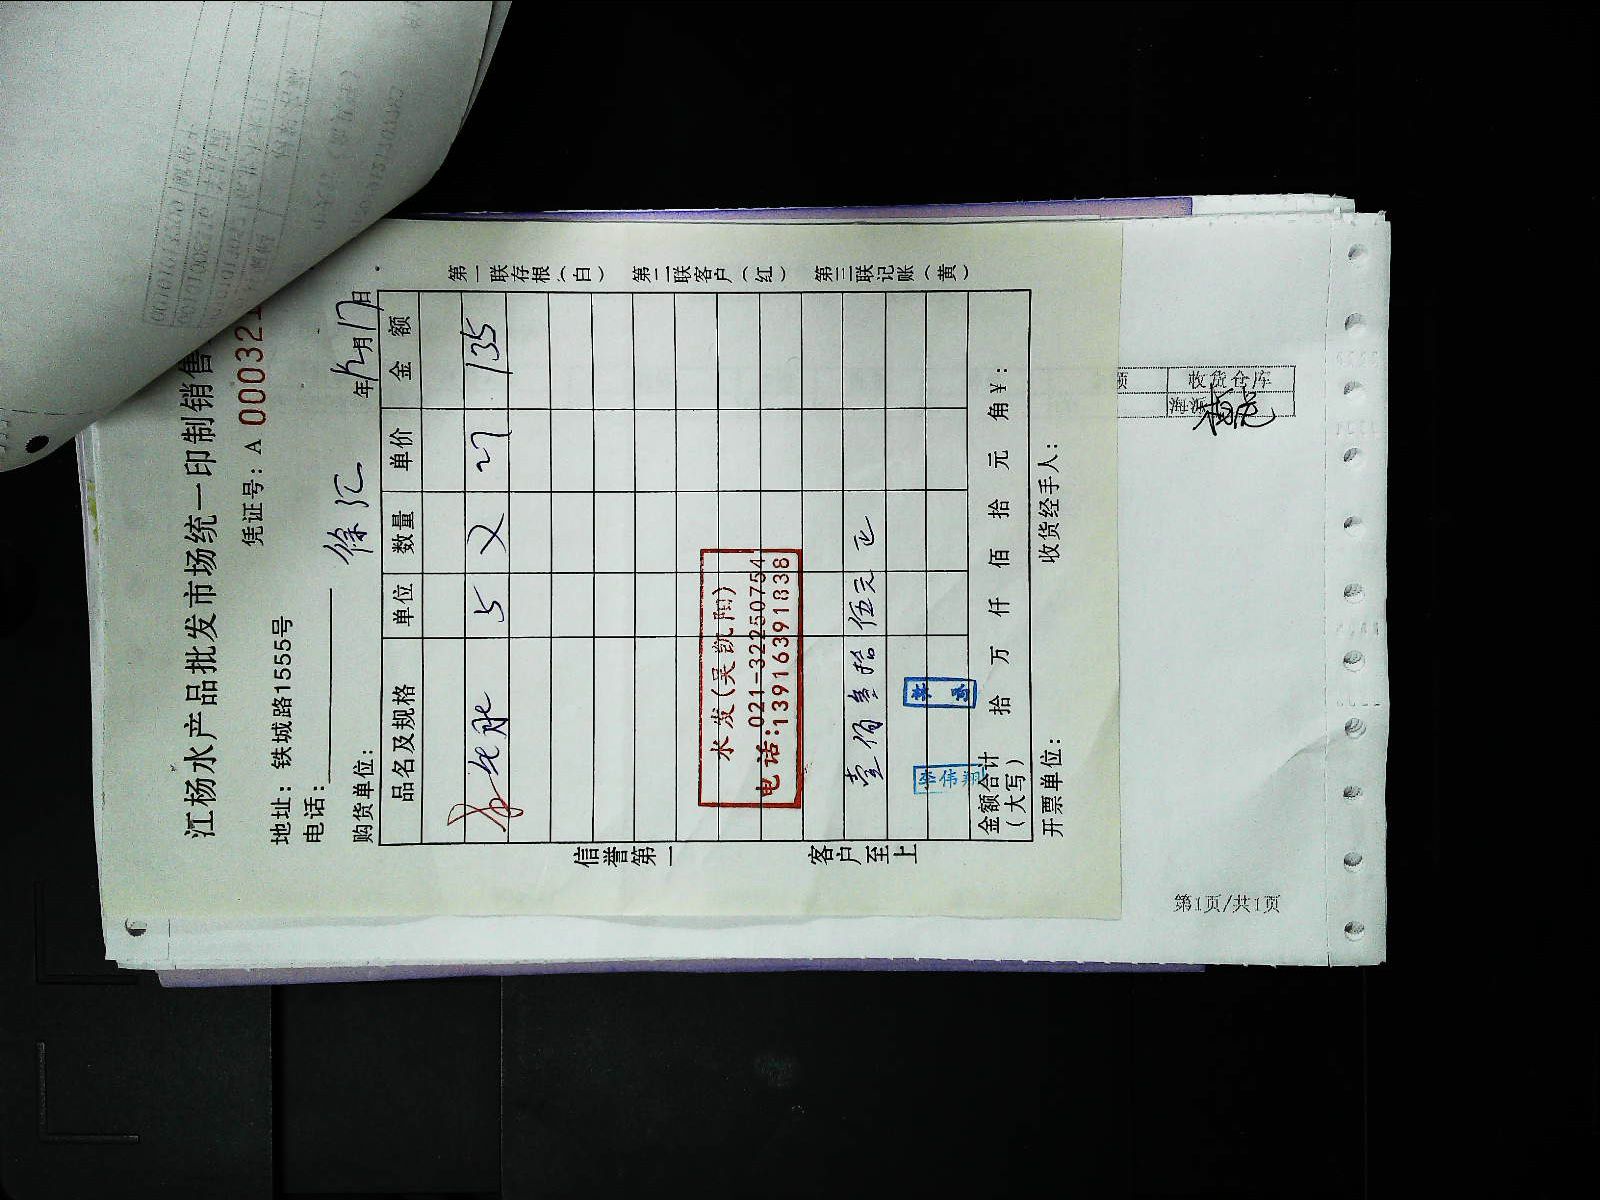 江杨水产品批发市场统一印制销售
凭证号：A 000321
地址：铁城路1555号
电话：
购货单位： 徐汇 年12月17日
品名及规格 单位 数量 单价 金额
5 27 135
水发(吴凯阳)
021-32250754
电话:13916391838
壹佰叁拾伍元正
李伟翔
金额合计
(大写) 拾 万 仟 佰 拾 元 角 ¥：
开票单位： 收货经手人：
信誉第一 客户至上
第一联存根(白) 第二联客户(红) 第三联记账(黄)
收货仓库
第1页/共1页